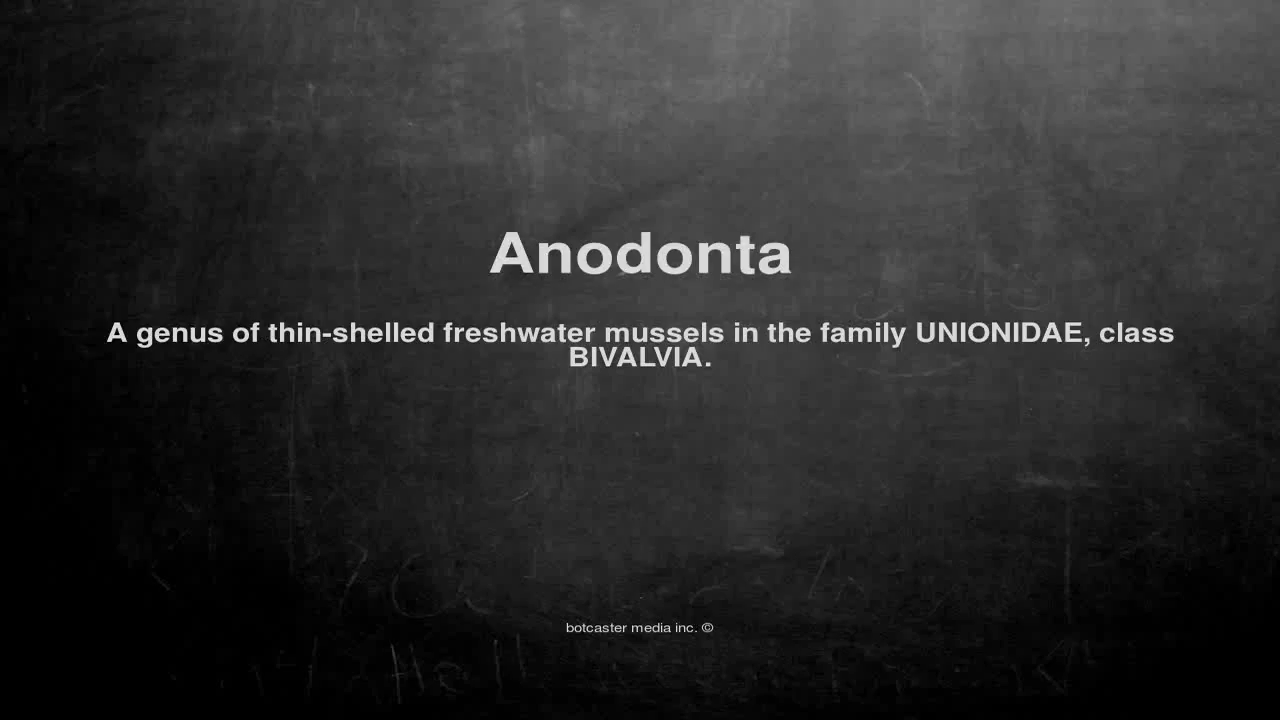 Anodonta
A genus of thin-shelled freshwater mussels in the family UNIONIDAE, class
BIVALVIA.
botcaster media inc. ©